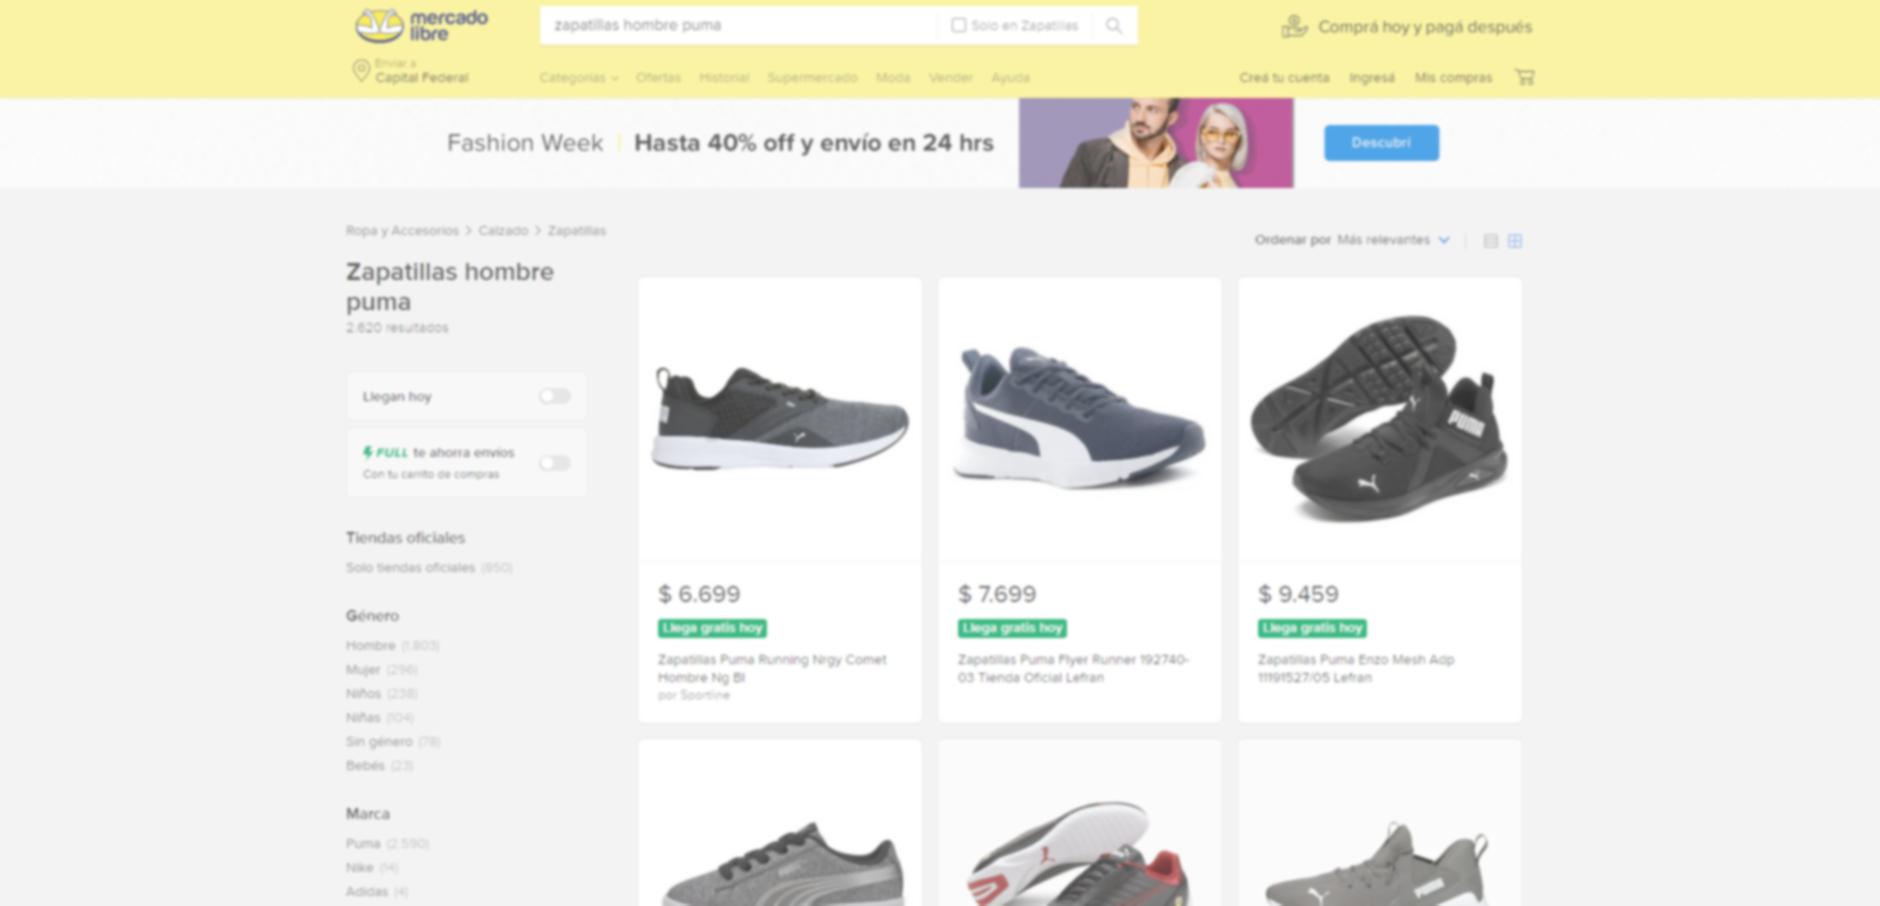 mercado
libre
zapatillas hombre puma
Solo en Zapatillas
Comprá hoy y pagá después
Enviar a
Capital Federal
Categorías
Ofertas
Historial
Supermercado
Moda
Vender
Ayuda
Creá tu cuenta
Ingresá
Mis compras
Fashion Week
Hasta 40% off y envío en 24 hrs
Descubrí
Ropa y Accesorios > Calzado > Zapatillas
Ordenar por Más relevantes
Zapatillas hombre
puma
2.620 resultados
Llegan hoy
FULL te ahorra envíos
Con tu carrito de compras
Tiendas oficiales
Solo tiendas oficiales (850)
Género
Hombre (1.803)
Mujer (296)
Niños (238)
Niñas (104)
Sin género (78)
Bebés (23)
Marca
Puma (2.590)
Nike (14)
Adidas (4)
PUMA
$ 6.699
Llega gratis hoy
Zapatillas Puma Running Nrgy Comet
Hombre Ng Bl
por Sportline
$ 7.699
Llega gratis hoy
Zapatillas Puma Flyer Runner 192740-
03 Tienda Oficial Lefran
$ 9.459
Llega gratis hoy
Zapatillas Puma Enzo Mesh Adp
11191527/05 Lefran
PUMA